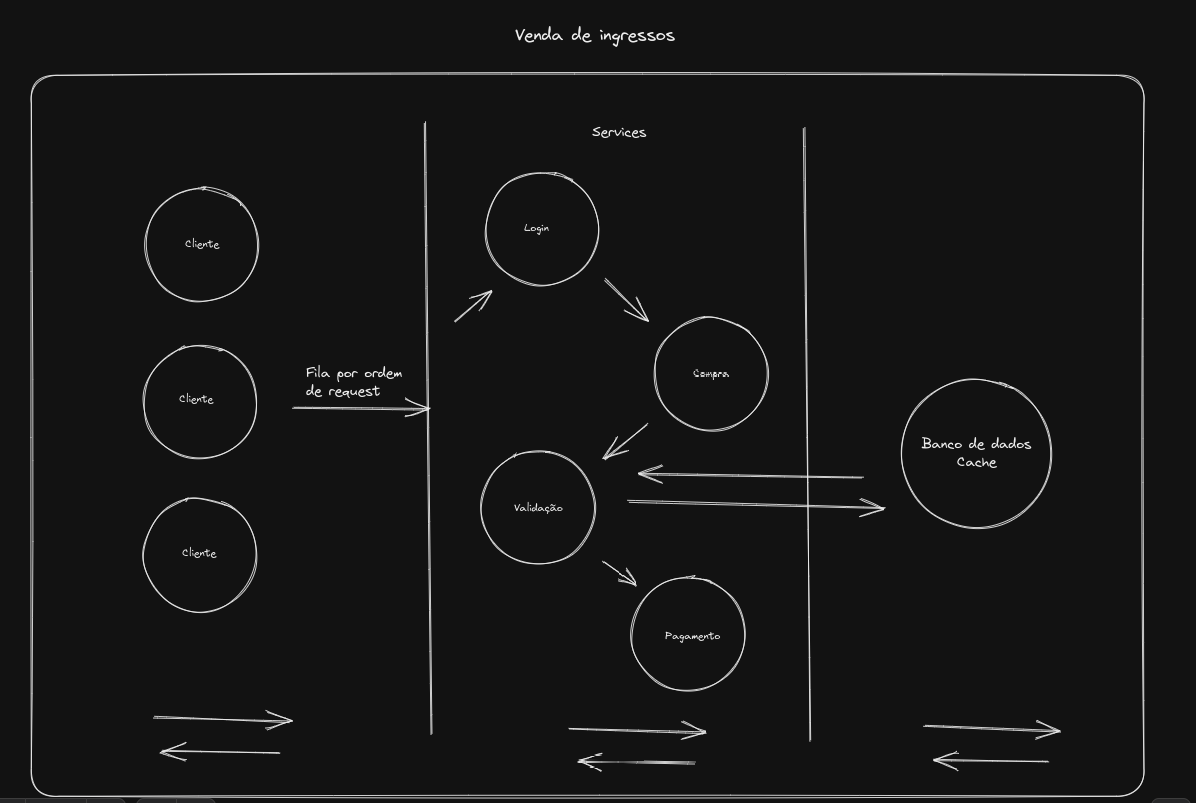 Venda de ingressos
Services
Login
Cliente
Fila por ordem
de request
Compra
Cliente
Banco de dados
Cache
Validação
Cliente
Pagamento